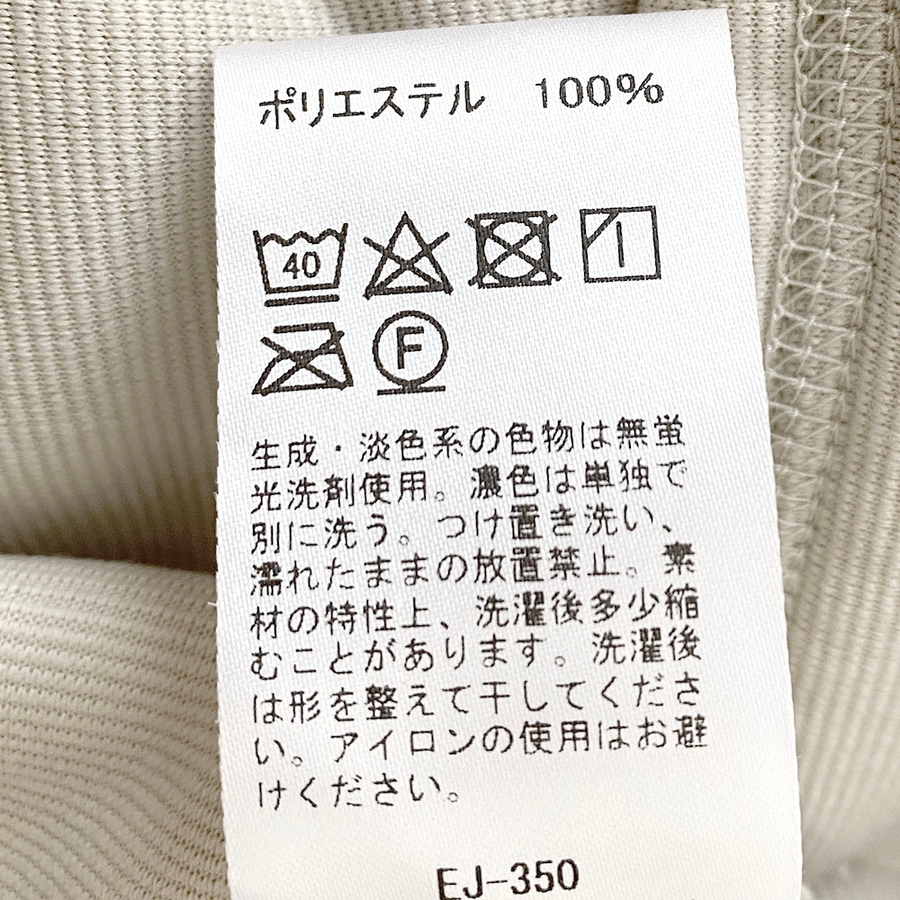 ポリエステル 100%
40
F
生成・淡色系の色物は無蛍
光洗剤使用。濃色は単独で
別に洗う。つけ置き洗い、
濡れたままの放置禁止。素
材の特性上、洗濯後多少縮
むことがあります。洗濯後
は形を整えて干してくださ
い。アイロンの使用はお避
けください。
EJ-350